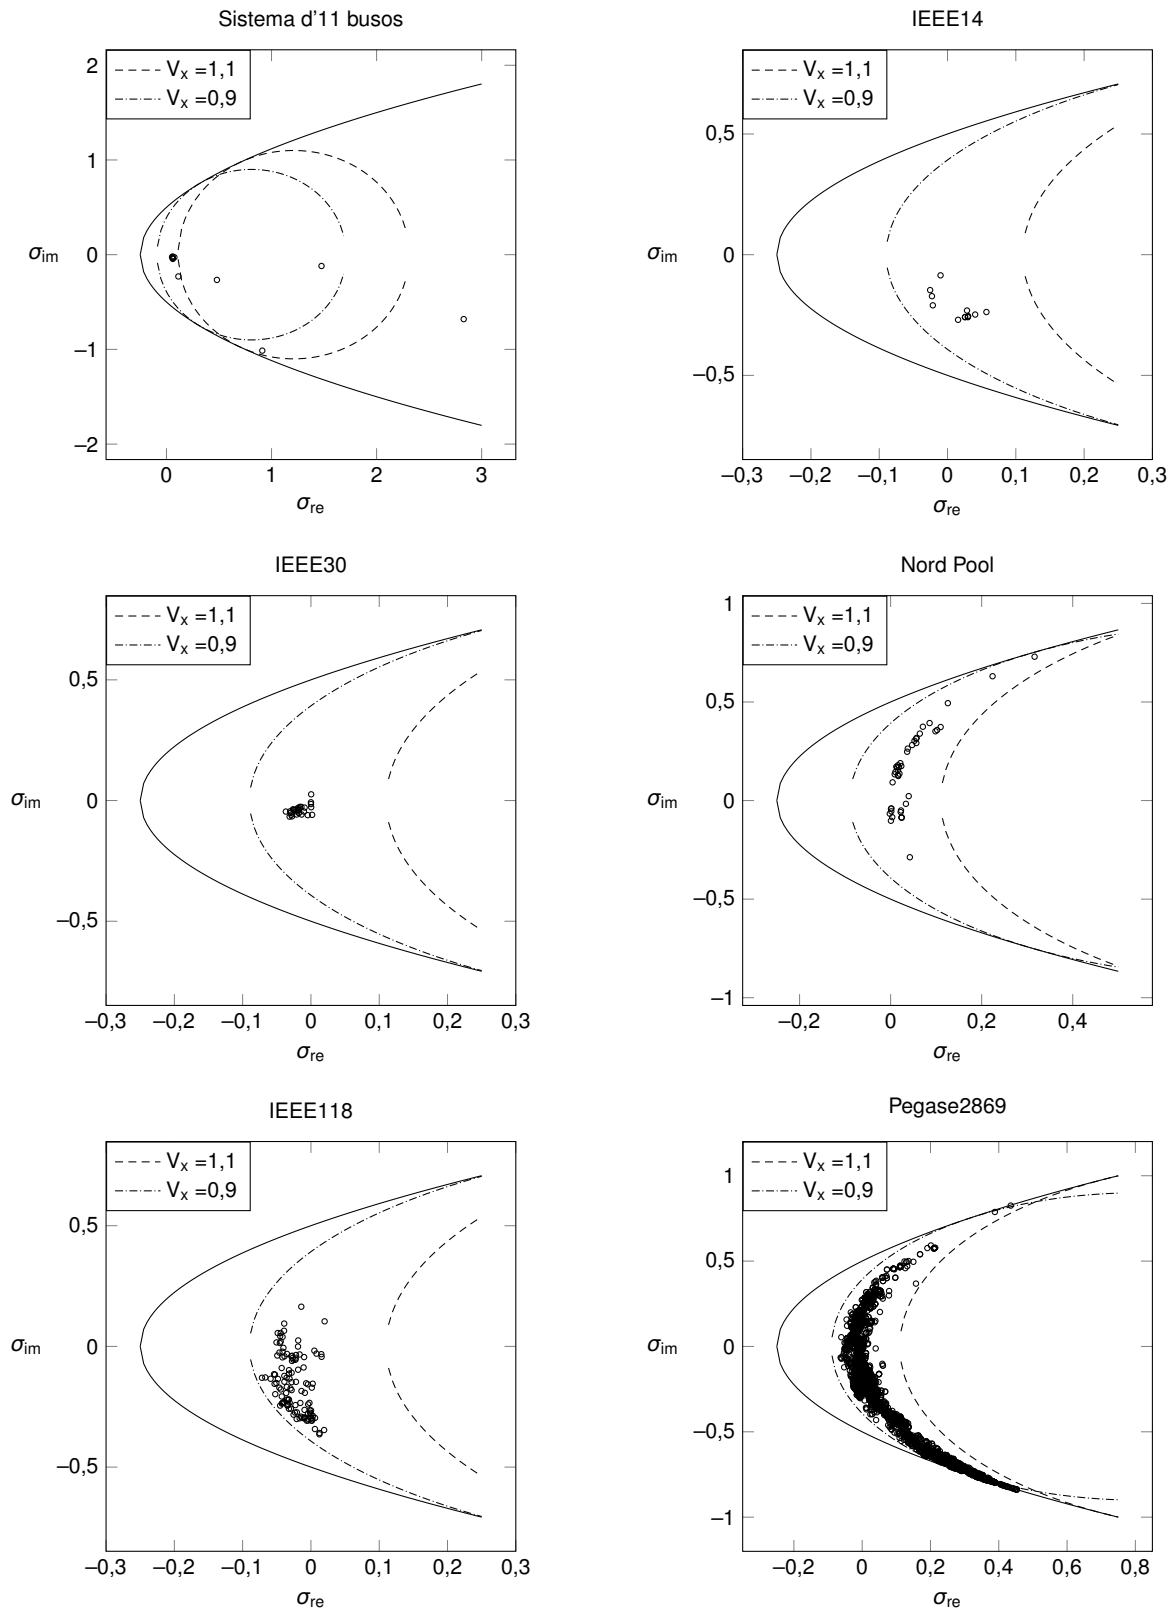 Sistema d'11 busos
V_x =1,1
V_x =0,9
2
1
0
−1
−2
σ_im
0
1
2
3
σ_re
IEEE14
V_x =1,1
V_x =0,9
0,5
0
−0,5
σ_im
−0,3
−0,2
−0,1
0
0,1
0,2
0,3
σ_re
IEEE30
V_x =1,1
V_x =0,9
0,5
0
−0,5
σ_im
−0,3
−0,2
−0,1
0
0,1
0,2
0,3
σ_re
Nord Pool
V_x =1,1
V_x =0,9
1
0,5
0
−0,5
−1
σ_im
−0,2
0
0,2
0,4
σ_re
IEEE118
V_x =1,1
V_x =0,9
0,5
0
−0,5
σ_im
−0,3
−0,2
−0,1
0
0,1
0,2
0,3
σ_re
Pegase2869
V_x =1,1
V_x =0,9
1
0,5
0
−0,5
−1
σ_im
−0,2
0
0,2
0,4
0,6
0,8
σ_re